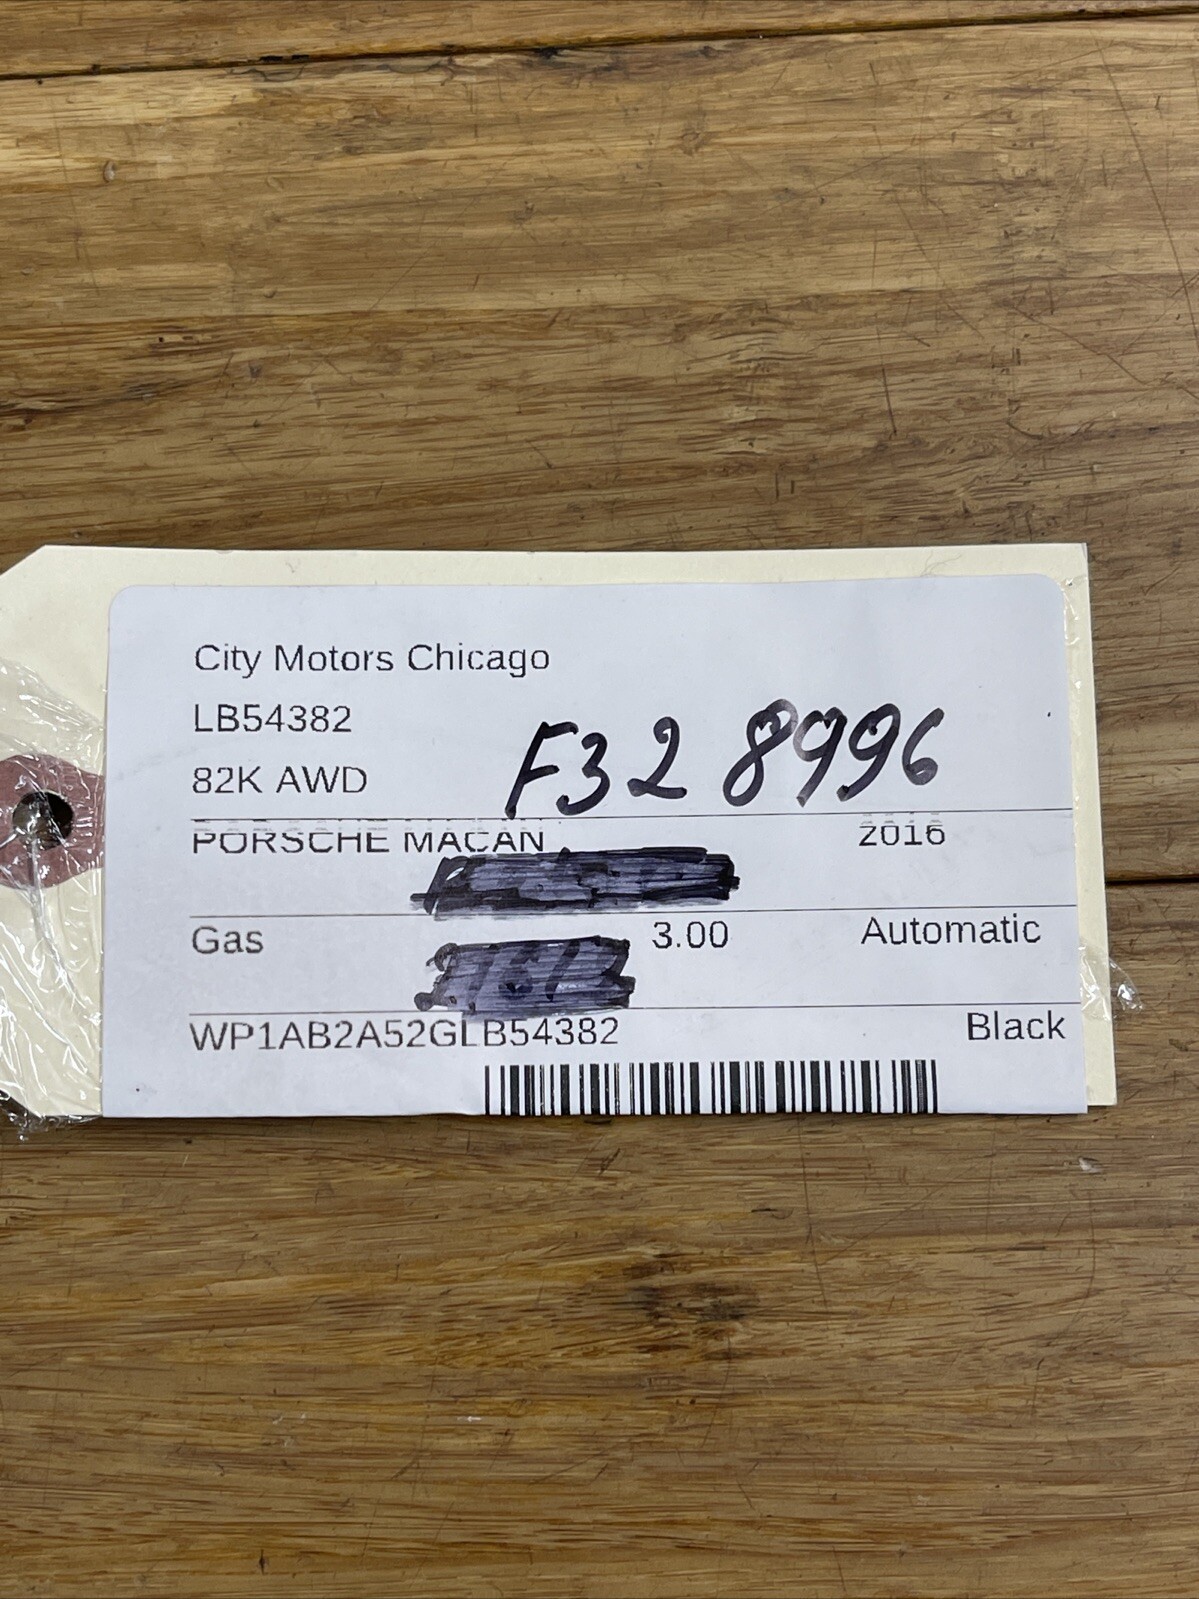 City Motors Chicago
LB54382
82K AWD
F32 8996
PORSCHE MACAN 2016
Gas 3.00 Automatic
WP1AB2A52GLB54382 Black